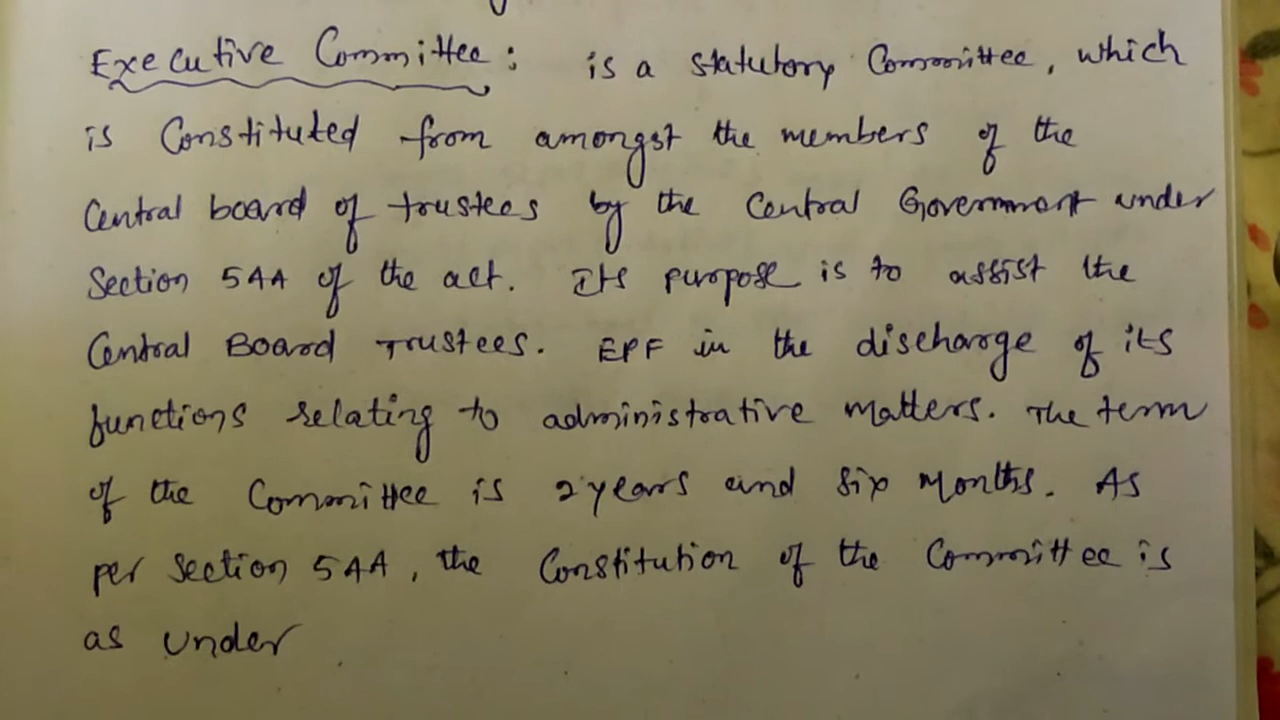 Executive Committee: is a statutory Committee, which
is Constituted from amongst the members of the
Central board of trustees by the Central Government under
Section 5AA of the act. Its purpose is to assist the
Central Board Trustees. EPF in the discharge of its
functions relating to administrative matters. The term
of the Committee is 2 years and six months. As
per section 5AA, the Constitution of the Committee is
as under